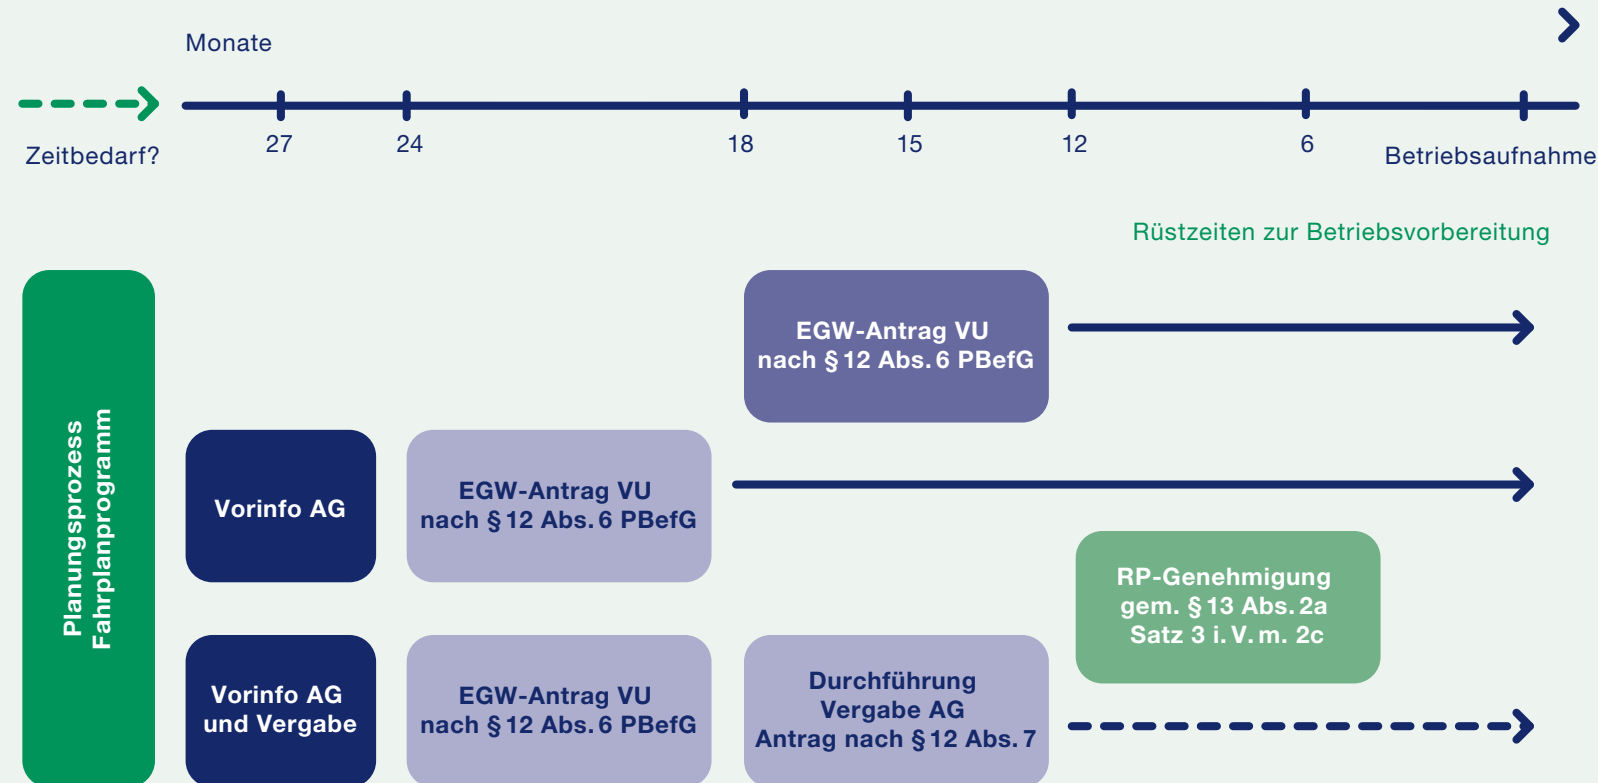 Monate
27
24
18
15
12
6
Zeitbedarf?
Betriebsaufnahme
Rüstzeiten zur Betriebsvorbereitung
Planungsprozess
Fahrplanprogramm
EGW-Antrag VU
nach § 12 Abs. 6 PBefG
Vorinfo AG
EGW-Antrag VU
nach § 12 Abs. 6 PBefG
RP-Genehmigung
gem. § 13 Abs. 2a
Satz 3 i. V. m. 2c
Vorinfo AG
und Vergabe
EGW-Antrag VU
nach § 12 Abs. 6 PBefG
Durchführung
Vergabe AG
Antrag nach § 12 Abs. 7